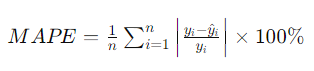 MAPE = \frac{1}{n} \sum_{i=1}^{n} \left| \frac{y_i - \hat{y}_i}{y_i} \right| \times 100\%